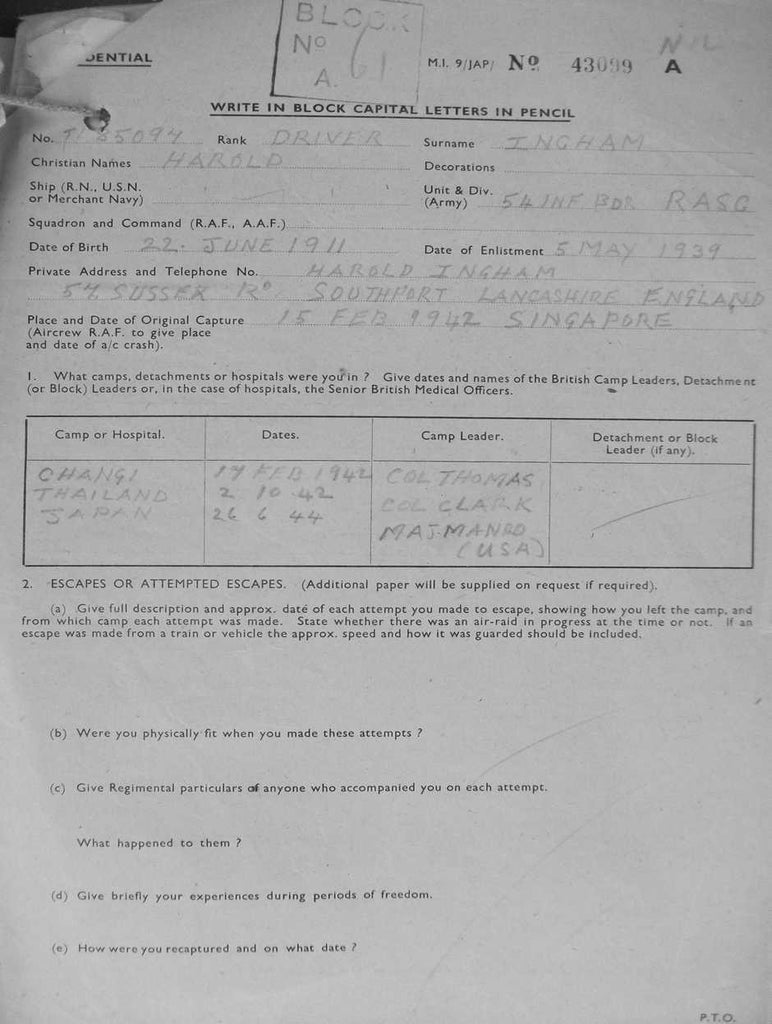 BLOCK
No 61
A.
DENTIAL
M.I. 9/JAP/ No 43099 A
NIL
WRITE IN BLOCK CAPITAL LETTERS IN PENCIL
No. Rank DRIVER Surname INGHAM
Christian Names HAROLD Decorations
Ship (R.N., U.S.N. or Merchant Navy)
Unit & Div. (Army) 54 INF BDE RASC
Squadron and Command (R.A.F., A.A.F.)
Date of Birth 22 JUNE 1911 Date of Enlistment 5 MAY 1939
Private Address and Telephone No. HAROLD INGHAM
54 SUSSEX RD SOUTHPORT LANCASHIRE ENGLAND
Place and Date of Original Capture 15 FEB 1942 SINGAPORE
(Aircrew R.A.F. to give place
and date of a/c crash).
1. What camps, detachments or hospitals were you in ? Give dates and names of the British Camp Leaders, Detachment
(or Block) Leaders or, in the case of hospitals, the Senior British Medical Officers.
Camp or Hospital. Dates. Camp Leader. Detachment or Block
Leader (if any).
CHANGI 17 FEB 1942 COL THOMAS
THAILAND 2 10 42 COL CLARK
JAPAN 26 6 44 MAJ.
(USA)
2. ESCAPES OR ATTEMPTED ESCAPES. (Additional paper will be supplied on request if required).
(a) Give full description and approx. date of each attempt you made to escape, showing how you left the camp, and
from which camp each attempt was made. State whether there was an air-raid in progress at the time or not. If an
escape was made from a train or vehicle the approx. speed and how it was guarded should be included.
(b) Were you physically fit when you made these attempts ?
(c) Give Regimental particulars of anyone who accompanied you on each attempt.
What happened to them ?
(d) Give briefly your experiences during periods of freedom.
(e) How were you recaptured and on what date ?
P.T.O.